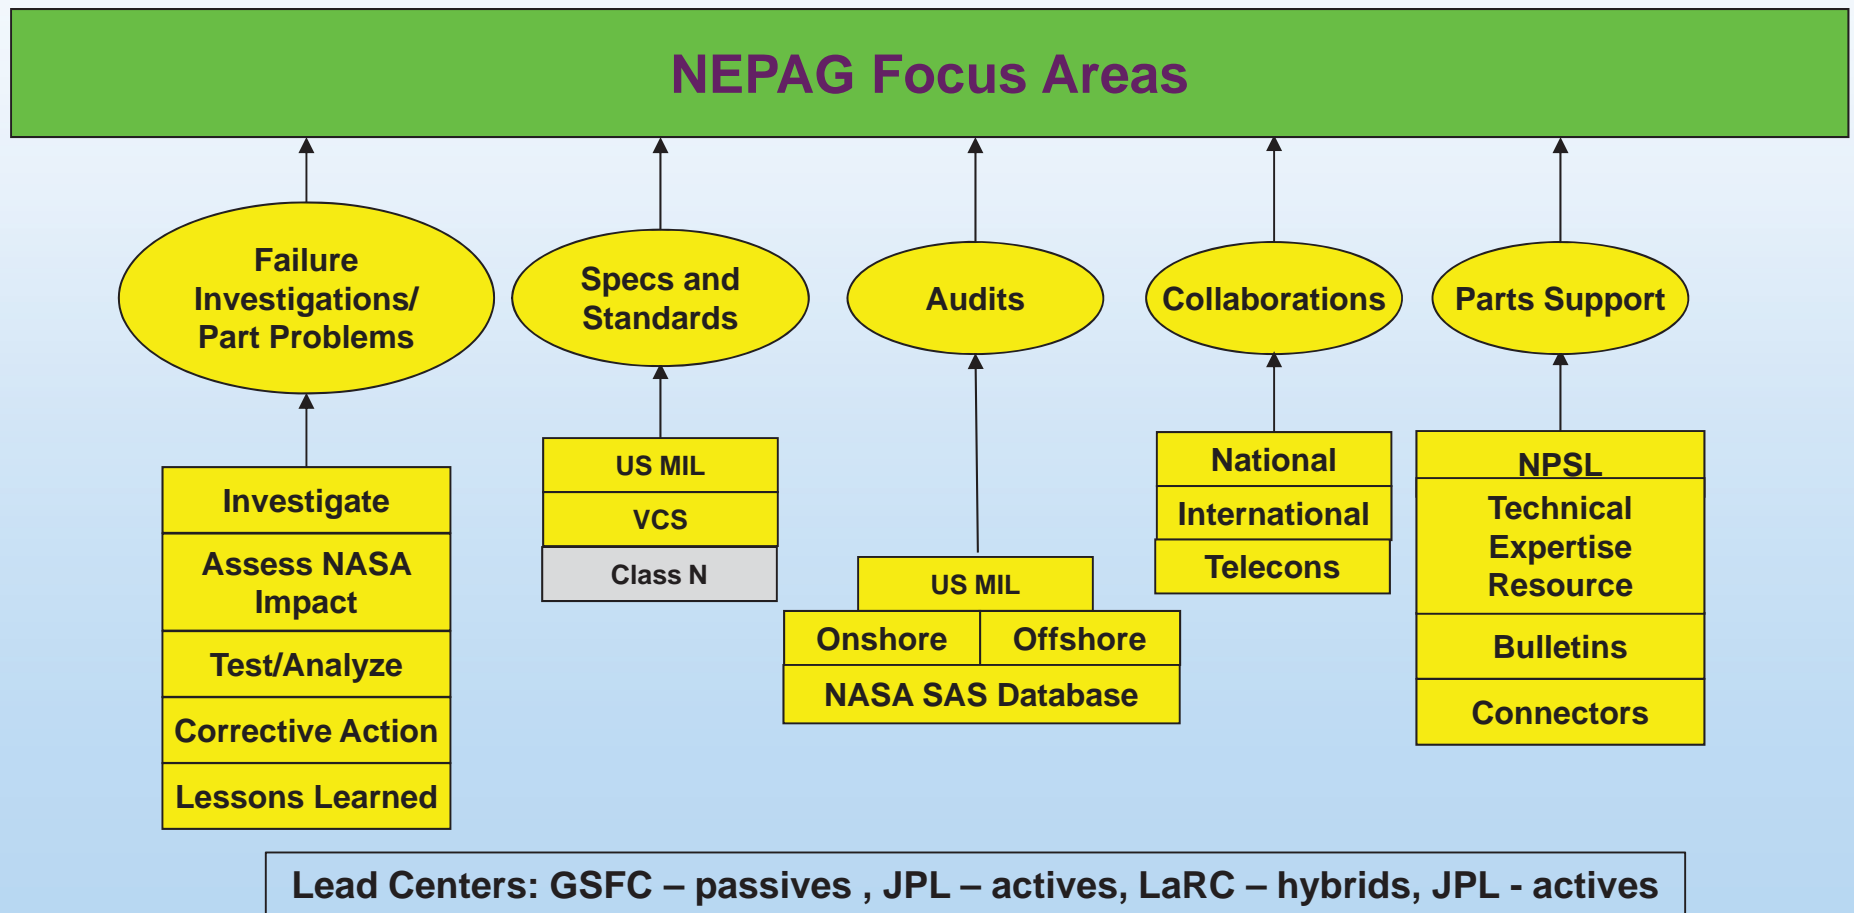 NEPAG Focus Areas
Failure
Investigations/
Part Problems
Specs and
Standards
Audits
Collaborations
Parts Support
Investigate
Assess NASA
Impact
Test/Analyze
Corrective Action
Lessons Learned
US MIL
VCS
Class N
US MIL
Onshore
Offshore
NASA SAS Database
National
International
Telecons
NPSL
Technical
Expertise
Resource
Bulletins
Connectors
Lead Centers: GSFC – passives , JPL – actives, LaRC – hybrids, JPL - actives